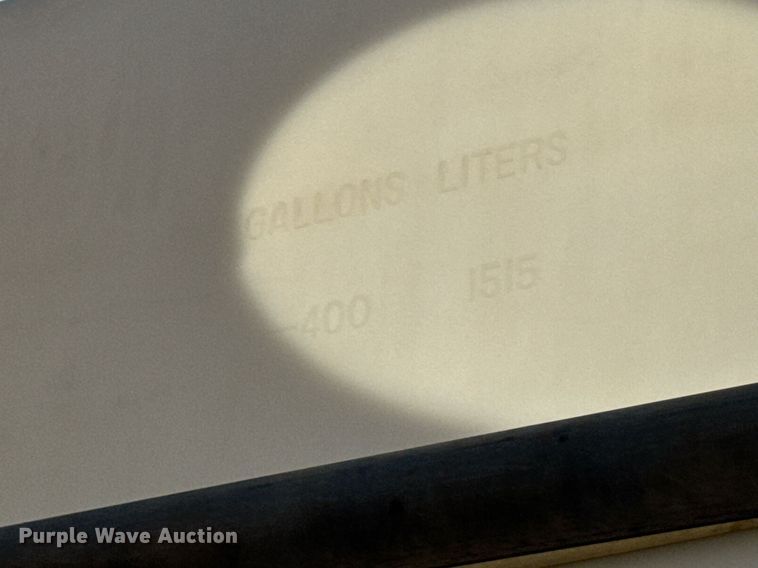 GALLONS LITERS
-400 1515
Purple Wave Auction